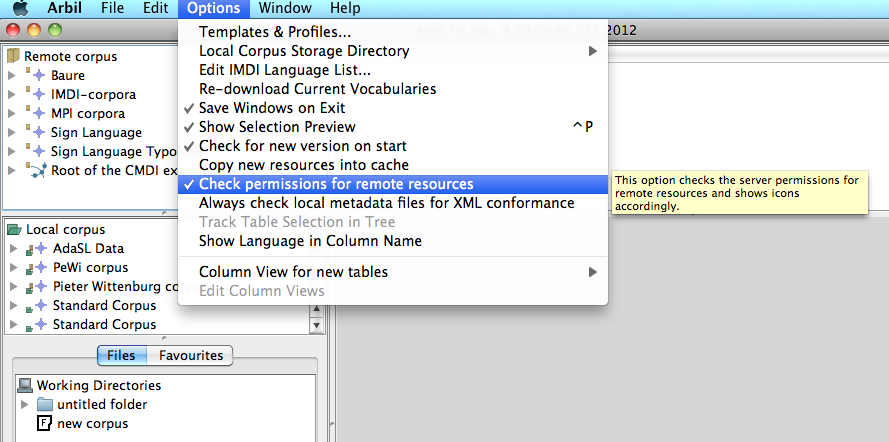 Arbil File Edit Options Window Help
2012
Templates & Profiles...
Local Corpus Storage Directory
Edit IMDI Language List...
Re-download Current Vocabularies
Save Windows on Exit
Show Selection Preview ^ P
Check for new version on start
Copy new resources into cache
Check permissions for remote resources
Always check local metadata files for XML conformance
Track Table Selection in Tree
Show Language in Column Name
Column View for new tables
Edit Column Views
This option checks the server permissions for
remote resources and shows icons
accordingly.
Remote corpus
Baure
IMDI-corpora
MPI corpora
Sign Language
Sign Language Typo
Root of the CMDI ex
Local corpus
AdaSL Data
PeWi corpus
Pieter Wittenburg corpus
Standard Corpus
Standard Corpus
Files Favourites
Working Directories
untitled folder
F new corpus